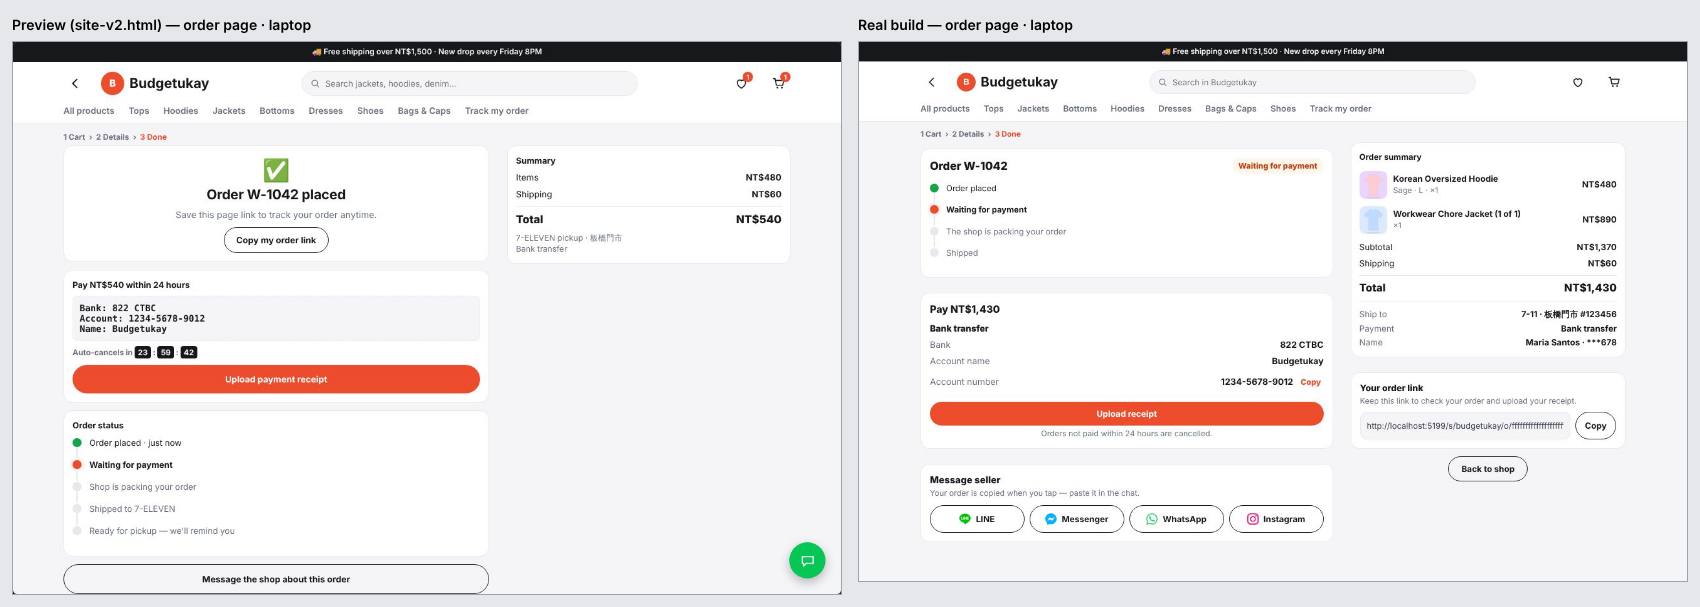 Preview (site-v2.html) — order page · laptop
🚚 Free shipping over NT$1,500 · New drop every Friday 8PM
B Budgetukay
Search jackets, hoodies, denim...
1
1
All products Tops Hoodies Jackets Bottoms Dresses Shoes Bags & Caps Track my order
1 Cart › 2 Details › 3 Done
Order W-1042 placed
Save this page link to track your order anytime.
Copy my order link
Pay NT$540 within 24 hours
Bank: 822 CTBC
Account: 1234-5678-9012
Name: Budgetukay
Auto-cancels in 23 : 59 : 42
Upload payment receipt
Order status
Order placed · just now
Waiting for payment
Shop is packing your order
Shipped to 7-ELEVEN
Ready for pickup — we'll remind you
Message the shop about this order
Summary
Items NT$480
Shipping NT$60
Total NT$540
7-ELEVEN pickup · 板橋門市
Bank transfer
Real build — order page · laptop
🚚 Free shipping over NT$1,500 · New drop every Friday 8PM
B Budgetukay
Search in Budgetukay
All products Tops Jackets Bottoms Hoodies Dresses Bags & Caps Shoes Track my order
1 Cart › 2 Details › 3 Done
Order W-1042 Waiting for payment
Order placed
Waiting for payment
The shop is packing your order
Shipped
Pay NT$1,430
Bank transfer
Bank 822 CTBC
Account name Budgetukay
Account number 1234-5678-9012 Copy
Upload receipt
Orders not paid within 24 hours are cancelled.
Message seller
Your order is copied when you tap — paste it in the chat.
LINE Messenger WhatsApp Instagram
Order summary
Korean Oversized Hoodie NT$480
Sage · L · ×1
Workwear Chore Jacket (1 of 1) NT$890
×1
Subtotal NT$1,370
Shipping NT$60
Total NT$1,430
Ship to 7-11 · 板橋門市 #123456
Payment Bank transfer
Name Maria Santos · ***678
Your order link
Keep this link to check your order and upload your receipt.
Copy
Back to shop